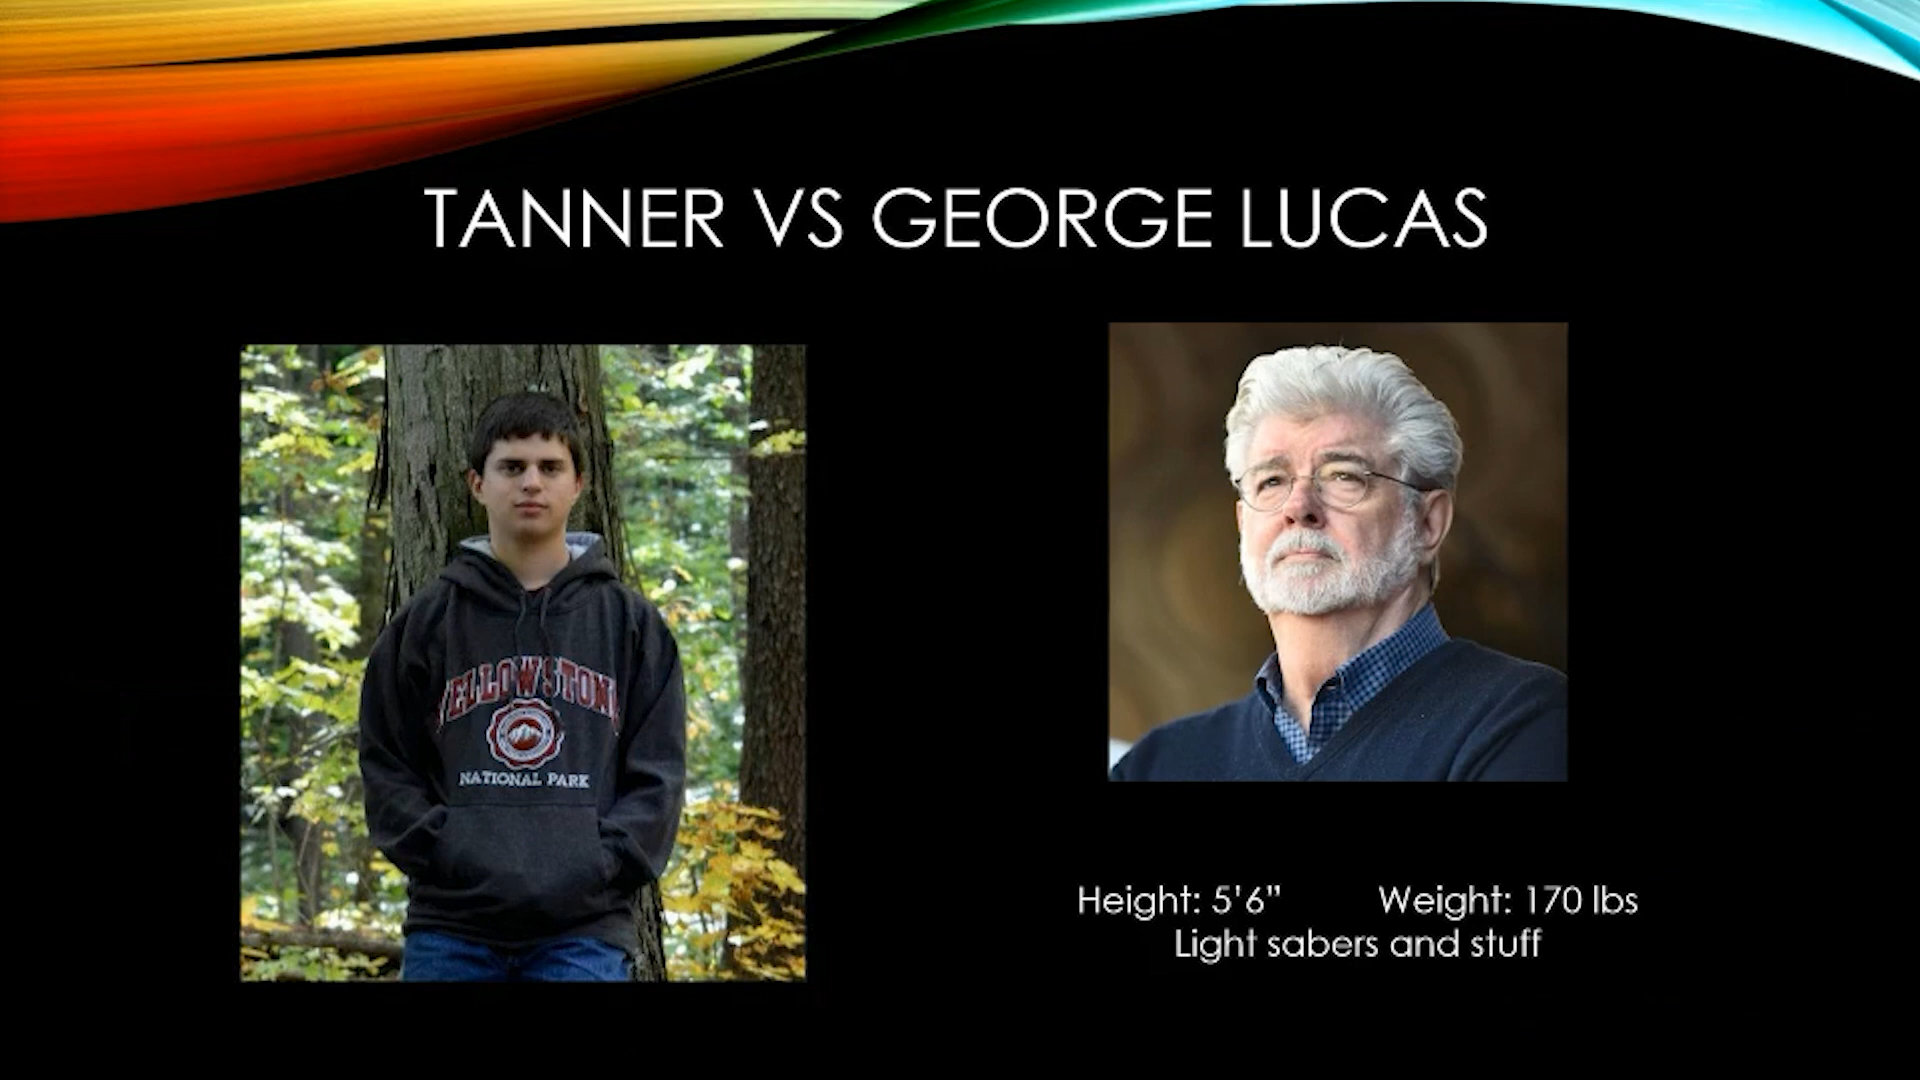 TANNER VS GEORGE LUCAS
YELLOWSTONE
NATIONAL PARK
Height: 5'6" Weight: 170 lbs
Light sabers and stuff